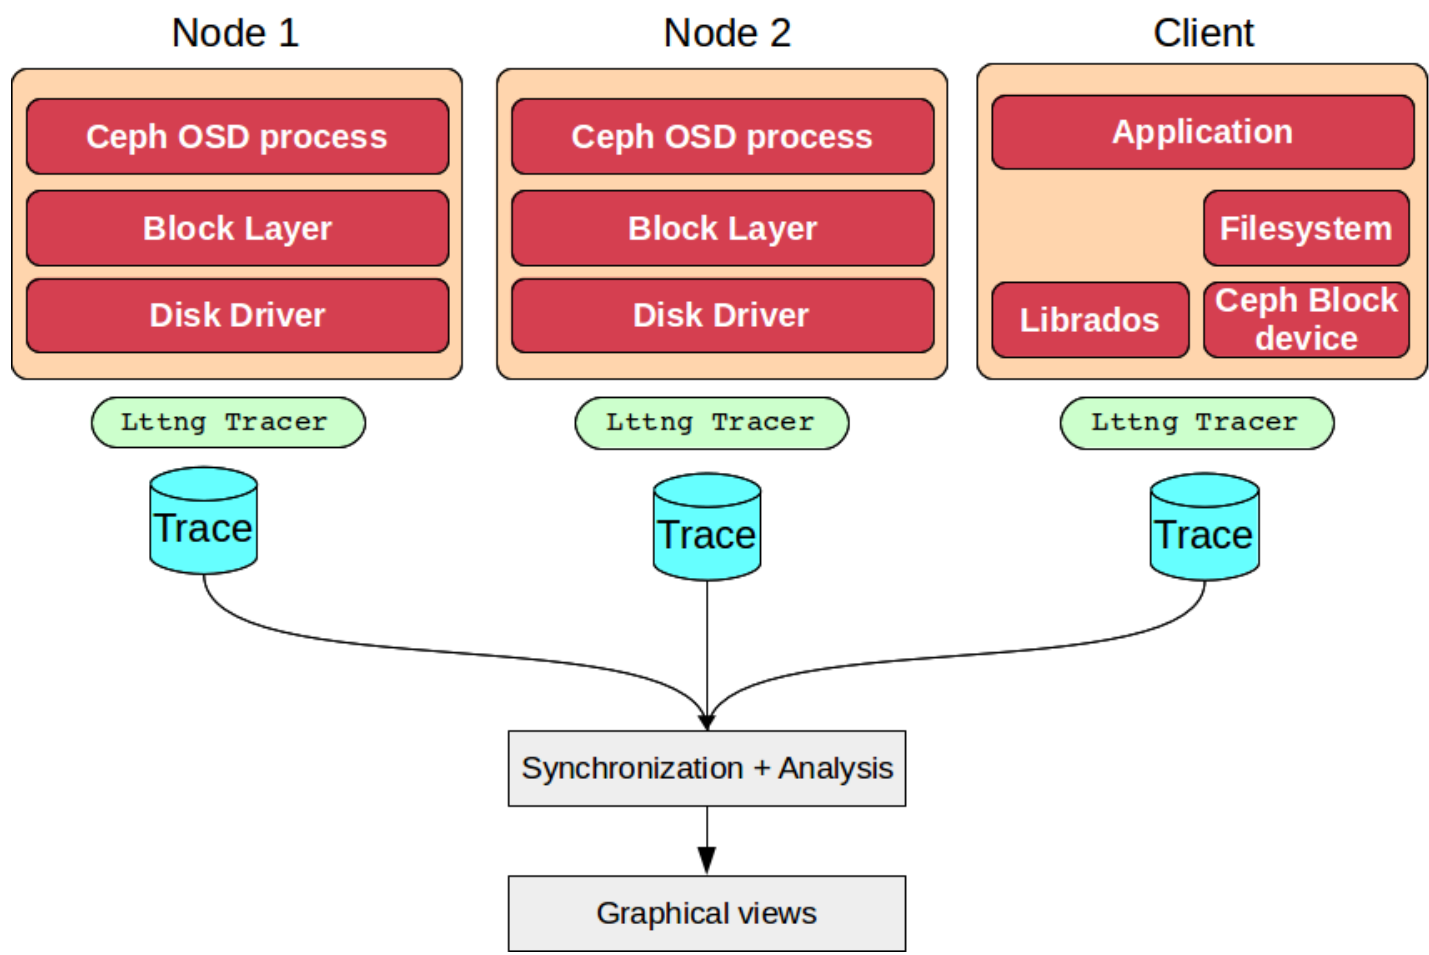 Node 1
Node 2
Client
Ceph OSD process
Block Layer
Disk Driver
Ceph OSD process
Block Layer
Disk Driver
Application
Filesystem
Librados
Ceph Block
device
Lttng Tracer
Lttng Tracer
Lttng Tracer
Trace
Trace
Trace
Synchronization + Analysis
Graphical views